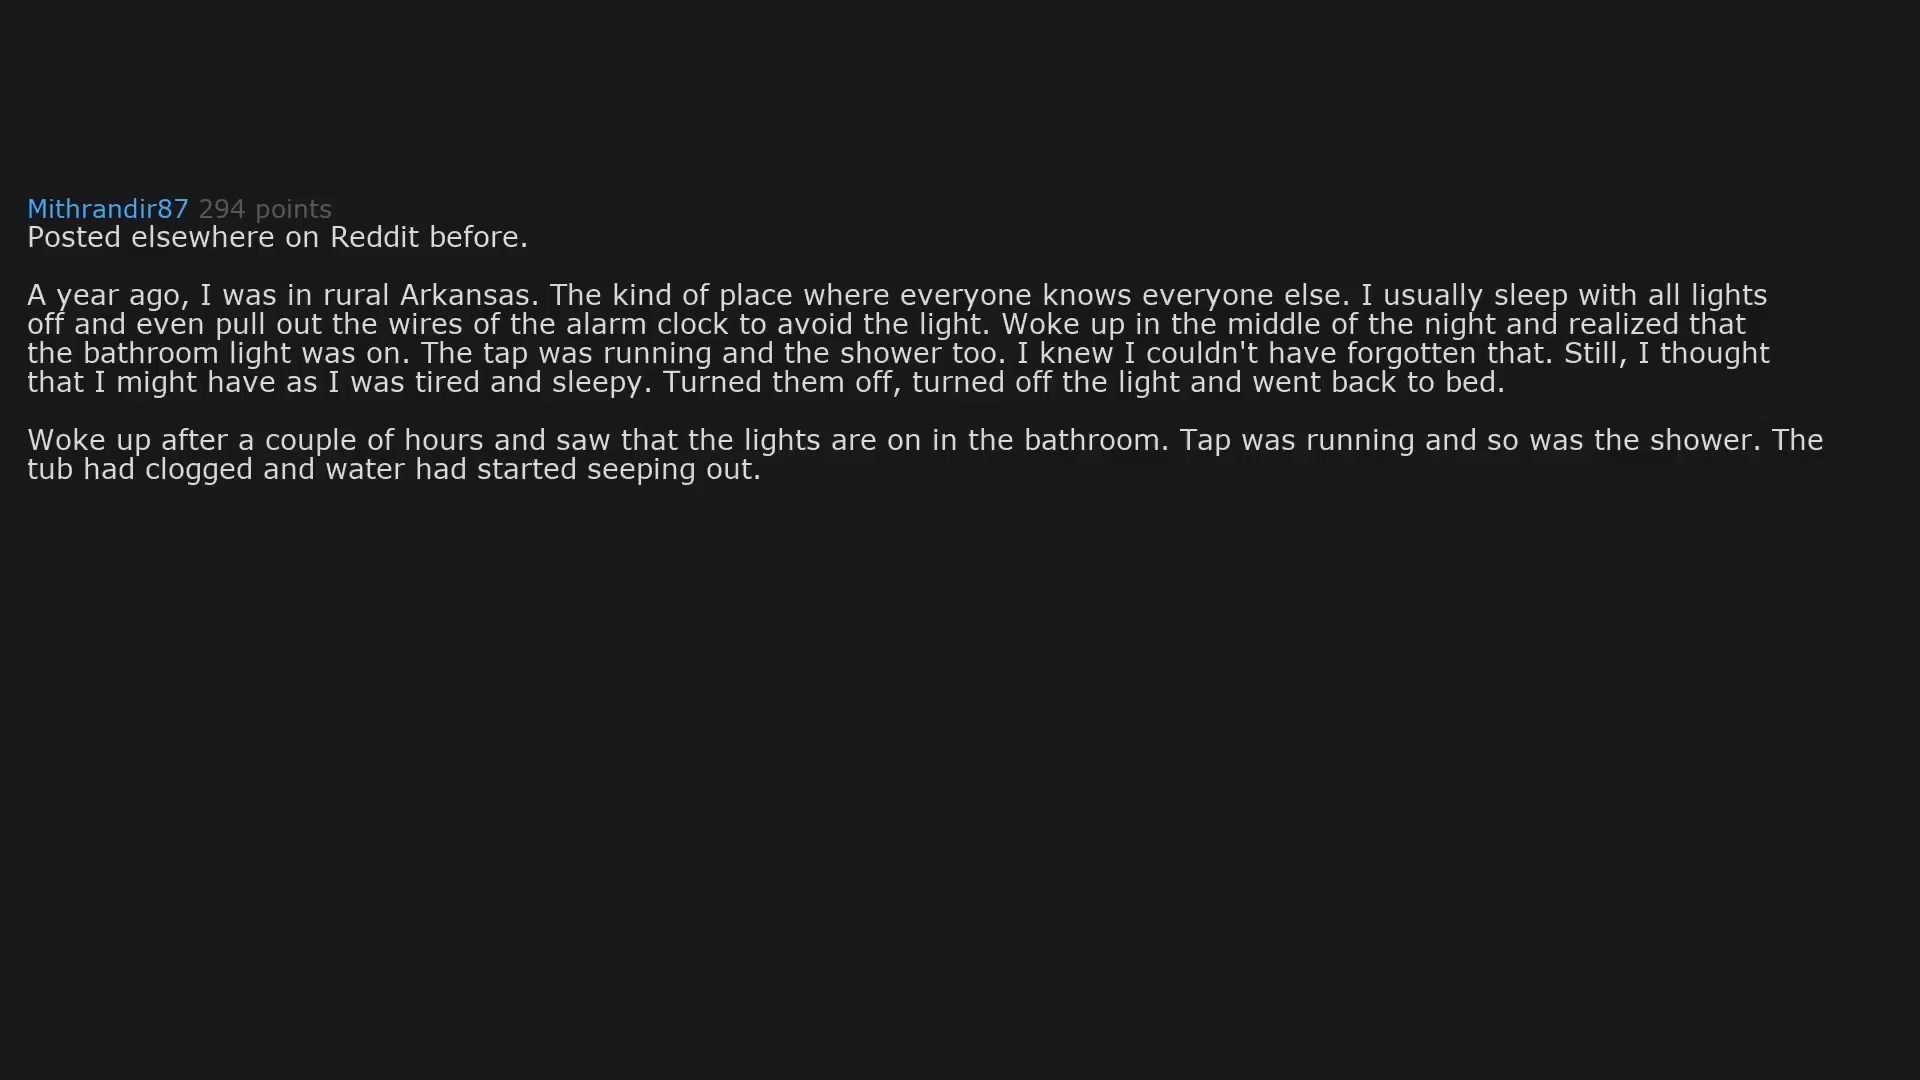 Mithrandir87 294 points
Posted elsewhere on Reddit before.
A year ago, I was in rural Arkansas. The kind of place where everyone knows everyone else. I usually sleep with all lights
off and even pull out the wires of the alarm clock to avoid the light. Woke up in the middle of the night and realized that
the bathroom light was on. The tap was running and the shower too. I knew I couldn't have forgotten that. Still, I thought
that I might have as I was tired and sleepy. Turned them off, turned off the light and went back to bed.
Woke up after a couple of hours and saw that the lights are on in the bathroom. Tap was running and so was the shower. The
tub had clogged and water had started seeping out.